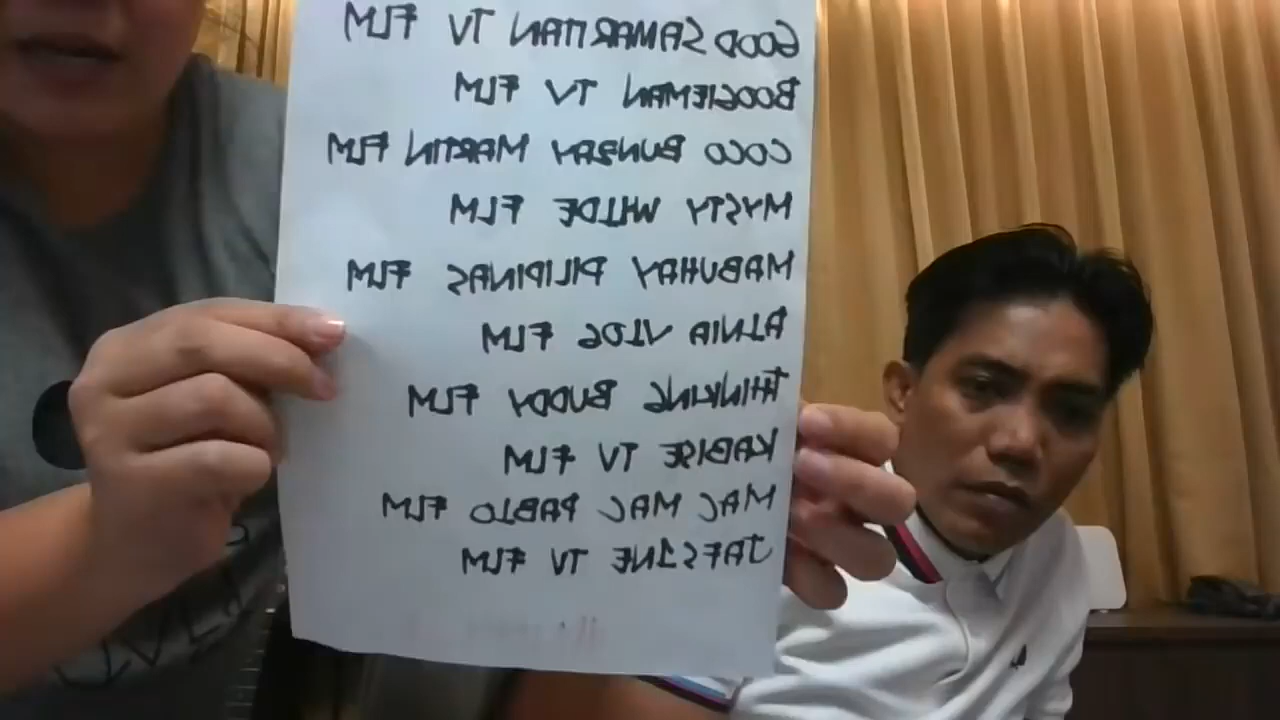 GOOD SAMARITAN TV FLM
BOOGIEMAN TV FLM
COCO BUNSAY MARTIN FLM
MYSTY WILDE FLM
MABUHAY PILIPINAS FLM
ALNIA VLOG FLM
THINKING BUDDY FLM
KABISE TV FLM
MAC MAC PABLO FLM
TV FLM